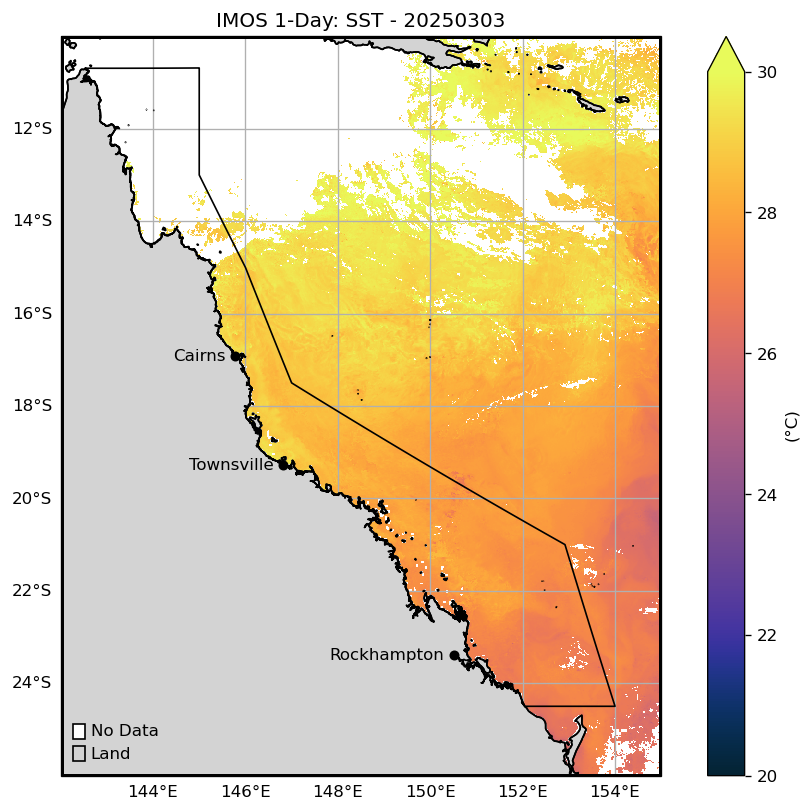 IMOS 1-Day: SST - 20250303
12°S
14°S
16°S
18°S
20°S
22°S
24°S
Cairns
Townsville
Rockhampton
No Data
Land
144°E 146°E 148°E 150°E 152°E 154°E
30
28
26
24
22
20
(°C)